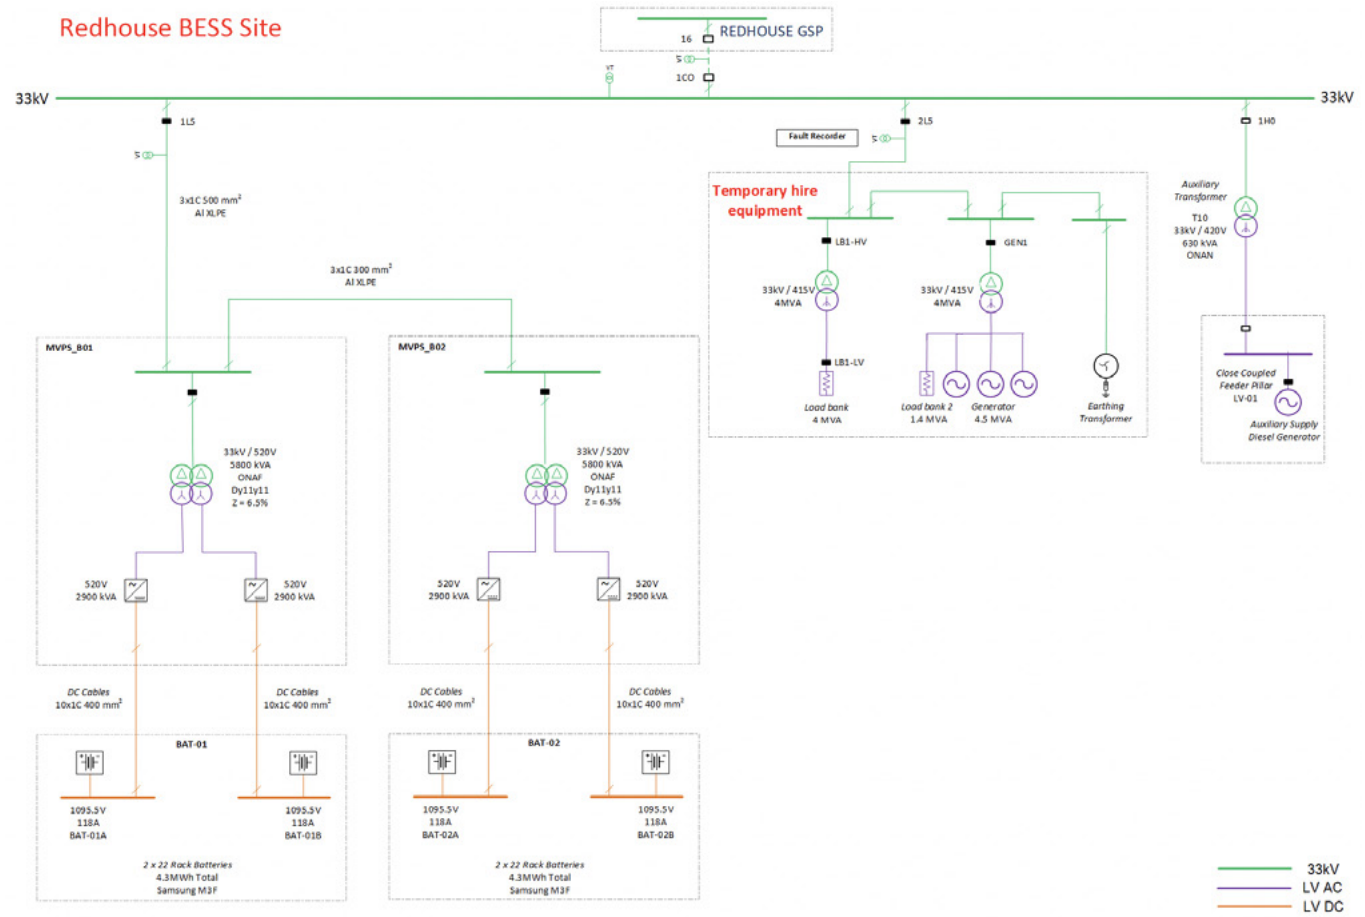 Redhouse BESS Site
REDHOUSE GSP
16
1CO
VT
33kV
33kV
1L5
2L5
1H0
Fault Recorder
3x1C 500 mm²
Al XLPE
3x1C 300 mm²
Al XLPE
Temporary hire
equipment
LB1-HV
GEN1
33kV / 415V
4MVA
33kV / 415V
4MVA
LB1-LV
Load bank
4 MVA
Load bank 2
1.4 MVA
Generator
4.5 MVA
Earthing
Transformer
Auxiliary
Transformer
T10
33kV / 420V
630 kVA
ONAN
Close Coupled
Feeder Pillar
LV-01
Auxiliary Supply
Diesel Generator
MVPS_B01
33kV / 520V
5800 kVA
ONAF
Dy11y11
Z = 6.5%
520V
2900 kVA
520V
2900 kVA
MVPS_B02
33kV / 520V
5800 kVA
ONAF
Dy11y11
Z = 6.5%
520V
2900 kVA
520V
2900 kVA
DC Cables
10x1C 400 mm²
DC Cables
10x1C 400 mm²
DC Cables
10x1C 400 mm²
DC Cables
10x1C 400 mm²
BAT-01
1095.5V
118A
BAT-01A
1095.5V
118A
BAT-01B
2 x 22 Rack Batteries
4.3MWh Total
Samsung M3F
BAT-02
1095.5V
118A
BAT-02A
1095.5V
118A
BAT-02B
2 x 22 Rack Batteries
4.3MWh Total
Samsung M3F
33kV
LV AC
LV DC